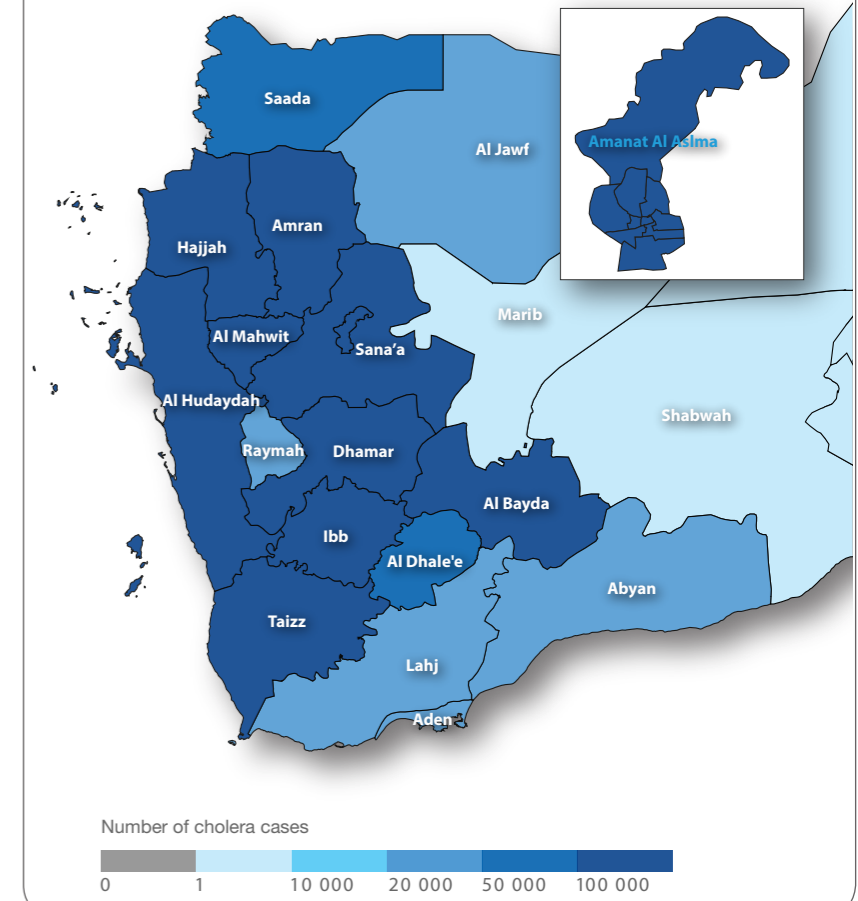 Saada
Al Jawf
Amanat Al Aslma
Amran
Hajjah
Marib
Al Mahwit
Sana’a
Al Hudaydah
Shabwah
Raymah
Dhamar
Al Bayda
Ibb
Al Dhale'e
Abyan
Taizz
Lahj
Aden
Number of cholera cases
0 1 10 000 20 000 50 000 100 000